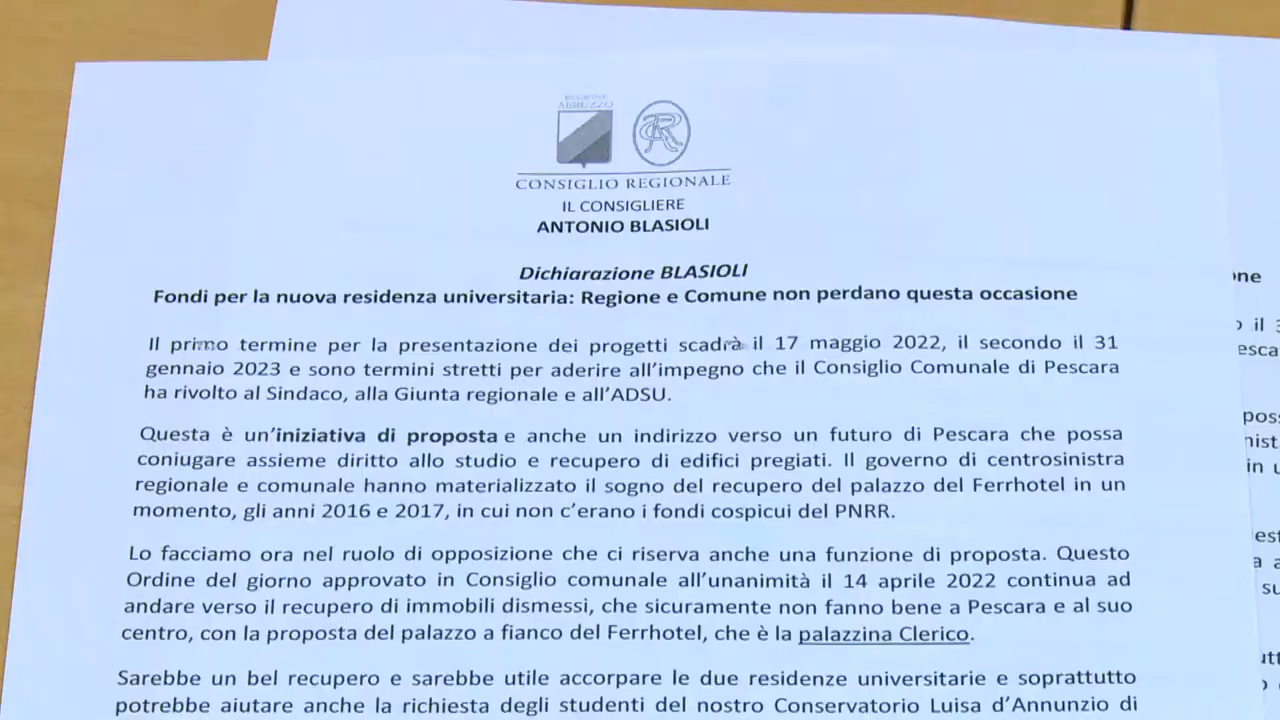 REGIONE
ABRUZZO
CONSIGLIO REGIONALE
IL CONSIGLIERE
ANTONIO BLASIOLI
Dichiarazione BLASIOLI
Fondi per la nuova residenza universitaria: Regione e Comune non perdano questa occasione
Il primo termine per la presentazione dei progetti scadrà il 17 maggio 2022, il secondo il 31
gennaio 2023 e sono termini stretti per aderire all'impegno che il Consiglio Comunale di Pescara
ha rivolto al Sindaco, alla Giunta regionale e all'ADSU.
Questa è un'iniziativa di proposta e anche un indirizzo verso un futuro di Pescara che possa
coniugare assieme diritto allo studio e recupero di edifici pregiati. Il governo di centrosinistra
regionale e comunale hanno materializzato il sogno del recupero del palazzo del Ferrhotel in un
momento, gli anni 2016 e 2017, in cui non c'erano i fondi cospicui del PNRR.
Lo facciamo ora nel ruolo di opposizione che ci riserva anche una funzione di proposta. Questo
Ordine del giorno approvato in Consiglio comunale all'unanimità il 14 aprile 2022 continua ad
andare verso il recupero di immobili dismessi, che sicuramente non fanno bene a Pescara e al suo
centro, con la proposta del palazzo a fianco del Ferrhotel, che è la palazzina Clerico.
Sarebbe un bel recupero e sarebbe utile accorpare le due residenze universitarie e soprattutto
potrebbe aiutare anche la richiesta degli studenti del nostro Conservatorio Luisa d'Annunzio di